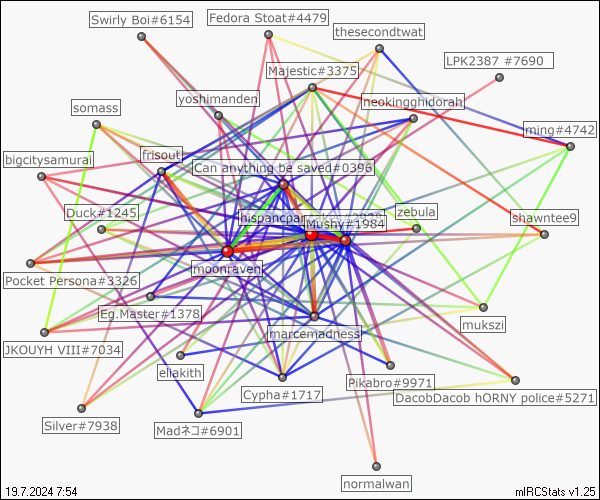 Swirly Boi#6154
Fedora Stoat#4479
thesecondtwat
LPK2387 #7690
Majestic#3375
yoshimanden
heokingghidorah
somass
ming#4742
bigcitysamurai
frisout
Can anything be saved#0396
Duck#1245
Mushy#1984
zebula
shawntee9
moonraven
Pocket Persona#3326
Eg.Master#1378
mukszi
marcemadness
JKOUYH VIII#7034
eliakith
Pikabro#9971
Cypha#1717
DacobDacob hORNY police#5271
Silver#7938
Madネコ#6901
normalwan
19.7.2024 7:54
mIRCStats v1.25